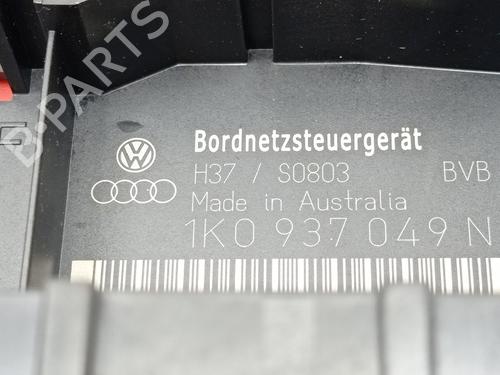 B-PARTS
Bordnetzsteuergerät
H37 / S0803 BVB
Made in Australia
1K0 937 049 N